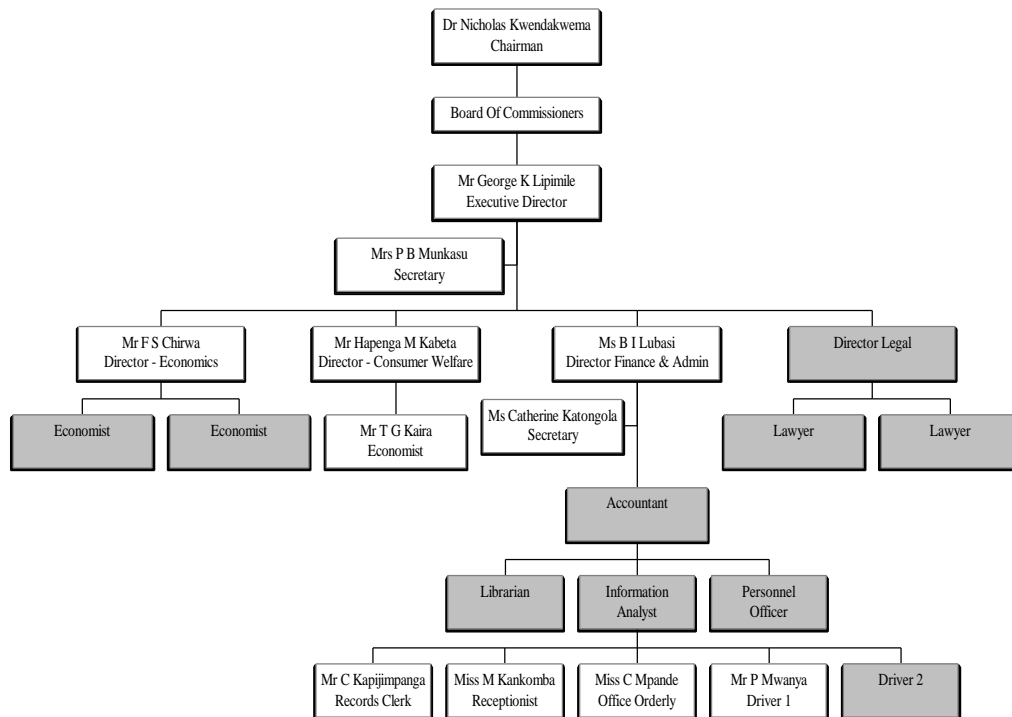 Dr Nicholas Kwendakwema
Chairman
Board Of Commissioners
Mr George K Lipimile
Executive Director
Mrs P B Munkasu
Secretary
Mr F S Chirwa
Director - Economics
Mr Hapenga M Kabeta
Director - Consumer Welfare
Ms B I Lubasi
Director Finance & Admin
Director Legal
Economist
Economist
Mr T G Kaira
Economist
Ms Catherine Katongola
Secretary
Lawyer
Lawyer
Accountant
Librarian
Information
Analyst
Personnel
Officer
Mr C Kapijimpanga
Records Clerk
Miss M Kankomba
Receptionist
Miss C Mpande
Office Orderly
Mr P Mwanya
Driver 1
Driver 2